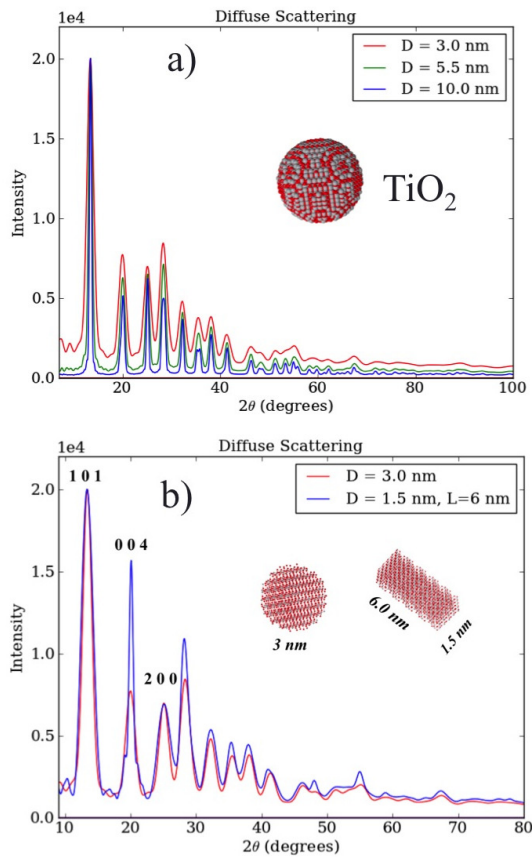 Diffuse Scattering
1e4
a)
D = 3.0 nm
D = 5.5 nm
D = 10.0 nm
TiO₂
Intensity
2.0
1.5
1.0
0.5
0.0
20 40 60 80 100
2θ (degrees)
Diffuse Scattering
1e4
b)
D = 3.0 nm
D = 1.5 nm, L=6 nm
1 0 1
0 0 4
2 0 0
3 nm
6.0 nm
1.5 nm
Intensity
2.0
1.5
1.0
0.5
0.0
10 20 30 40 50 60 70 80
2θ (degrees)